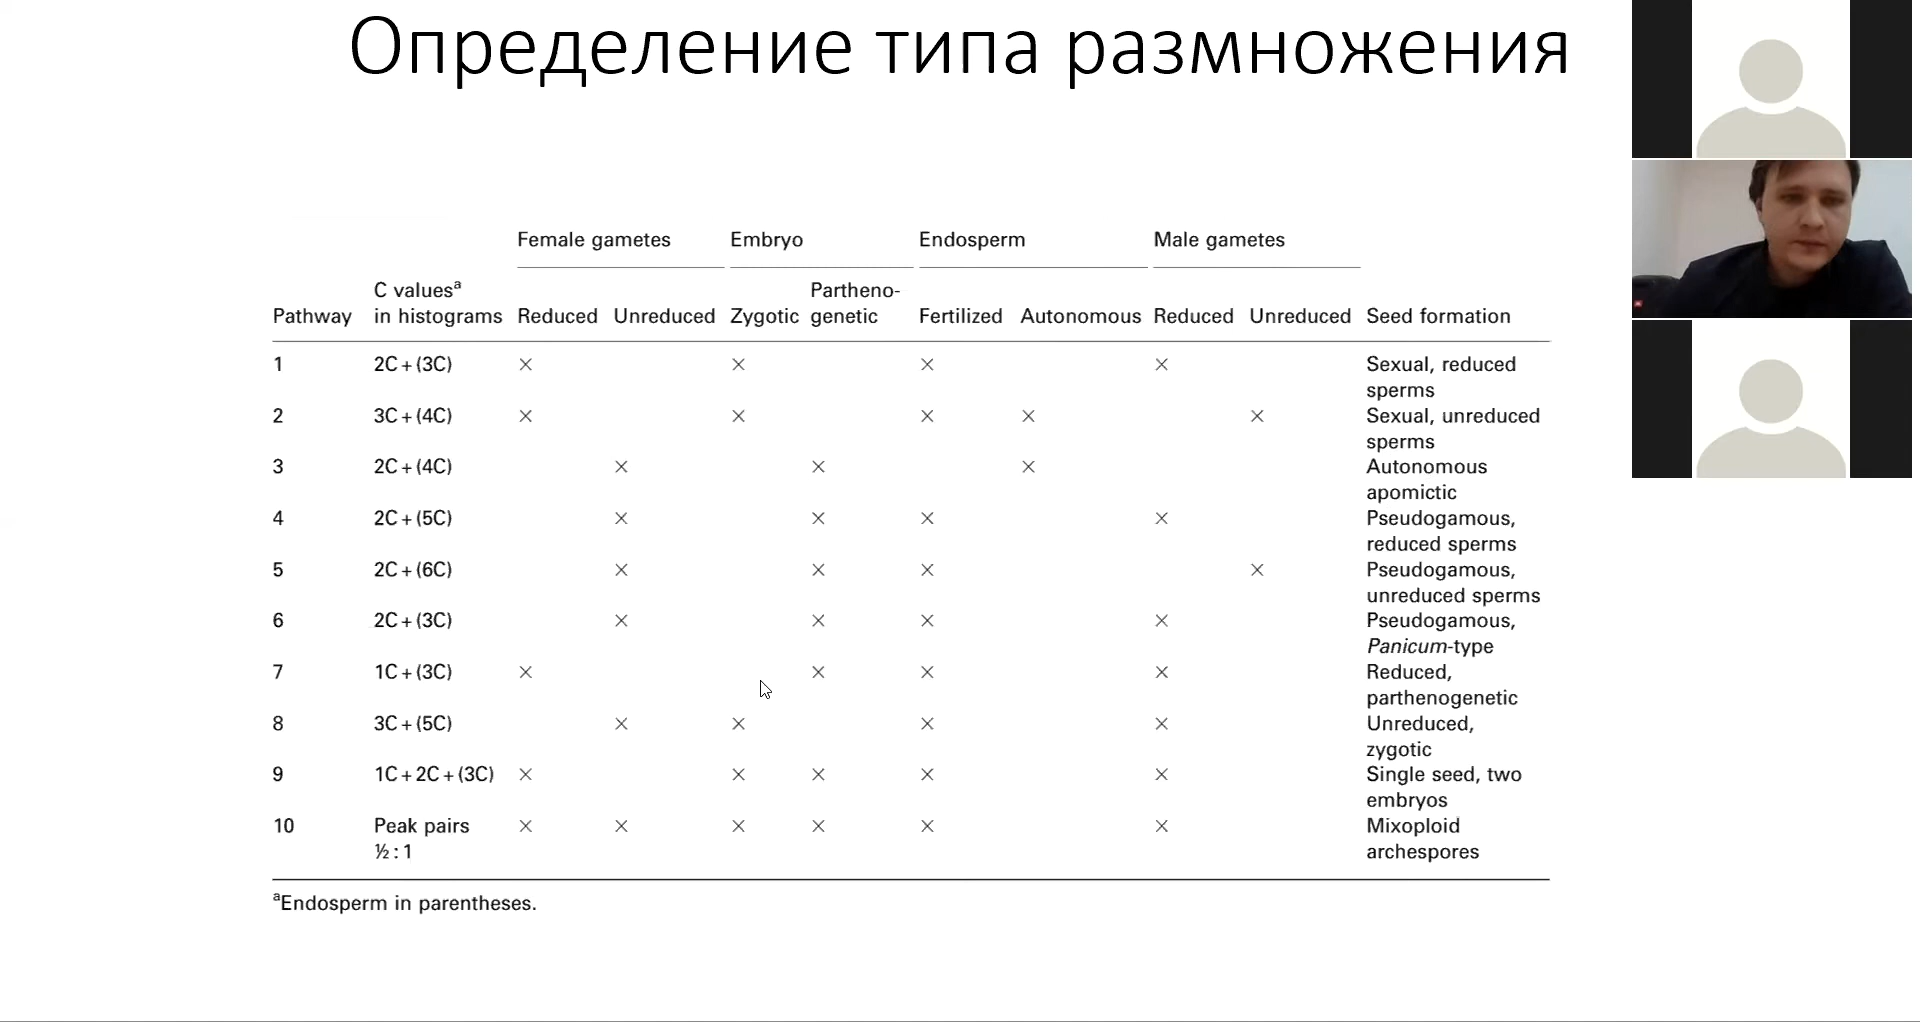 Определение типа размножения
Female gametes Embryo Endosperm Male gametes
C valuesᵃ Partheno-
Pathway in histograms Reduced Unreduced Zygotic genetic Fertilized Autonomous Reduced Unreduced Seed formation
1 2C + (3C) × × × × Sexual, reduced
sperms
2 3C + (4C) × × × × × Sexual, unreduced
sperms
3 2C + (4C) × × × Autonomous
apomictic
4 2C + (5C) × × × × Pseudogamous,
reduced sperms
5 2C + (6C) × × × × Pseudogamous,
unreduced sperms
6 2C + (3C) × × × × Pseudogamous,
Panicum-type
7 1C + (3C) × × × × Reduced,
parthenogenetic
8 3C + (5C) × × × × Unreduced,
zygotic
9 1C + 2C + (3C) × × × × × Single seed, two
embryos
10 Peak pairs × × × × × × Mixoploid
½ : 1 archespores
ᵃEndosperm in parentheses.